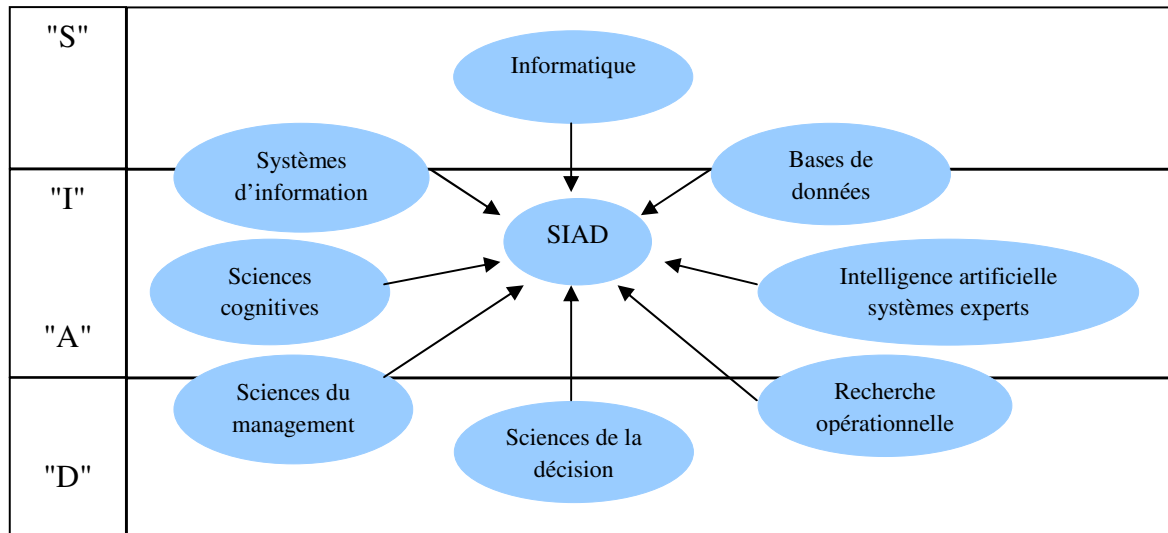 "S"
Informatique
Systèmes
d’information
Bases de
données
"I"
SIAD
Sciences
cognitives
Intelligence artificielle
systèmes experts
"A"
Sciences du
management
Recherche
opérationnelle
Sciences de la
décision
"D"